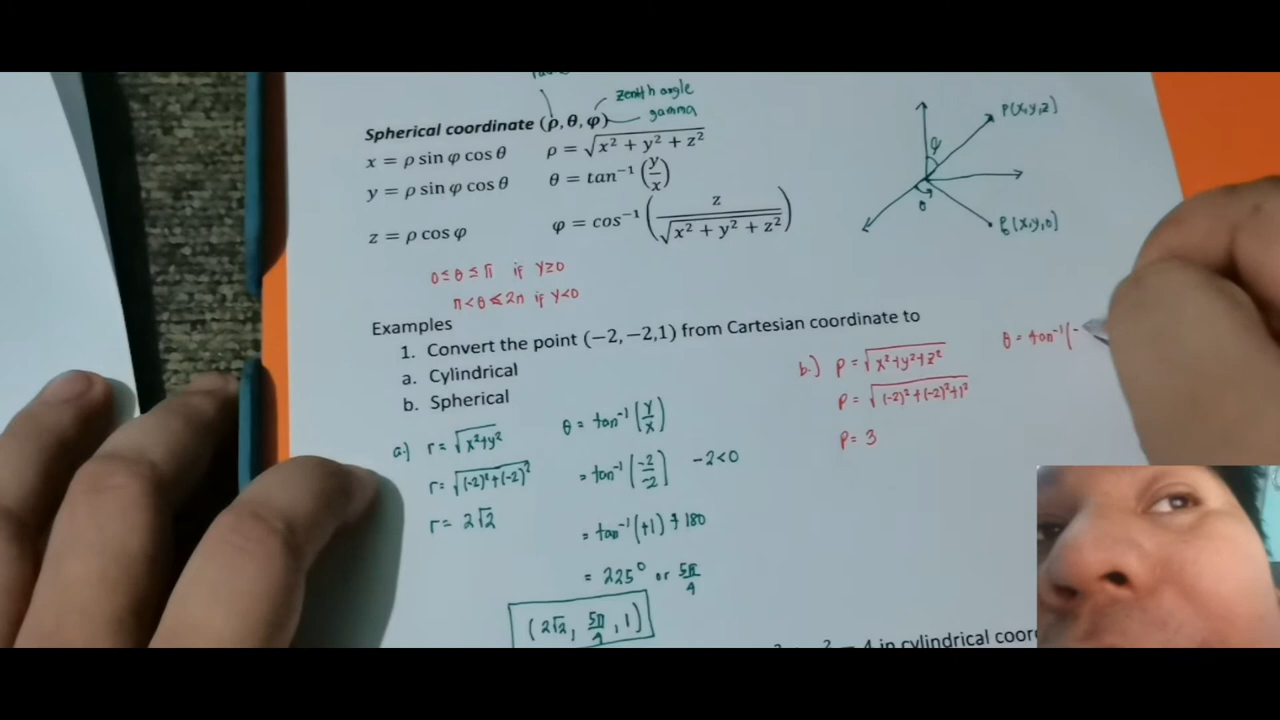 zenith angle
gamma
Spherical coordinate (ρ, θ, φ)
x = ρ sin φ cos θ ρ = √x² + y² + z²
y = ρ sin φ cos θ θ = tan⁻¹ (y/x)
z = ρ cos φ φ = cos⁻¹ (z/√x² + y² + z²)
0 ≤ θ ≤ π if y≥0
π < θ ≤ 2π if y<0
φ
P(x,y,z)
θ
(x,y,0)
Examples
1. Convert the point (−2, −2,1) from Cartesian coordinate to
a. Cylindrical
b. Spherical
a.) r = √x²+y²
r = √(-2)²+(-2)²
r = 2√2
θ = tan⁻¹ (y/x)
= tan⁻¹ (-2/-2) -2<0
= tan⁻¹ (+1) + 180
= 225° or 5π/4
(2√2, 5π/4, 1)
b.) ρ = √x²+y²+z²
ρ = √(-2)²+(-2)²+1²
ρ = 3
θ = tan⁻¹ (-
4 in cylindrical